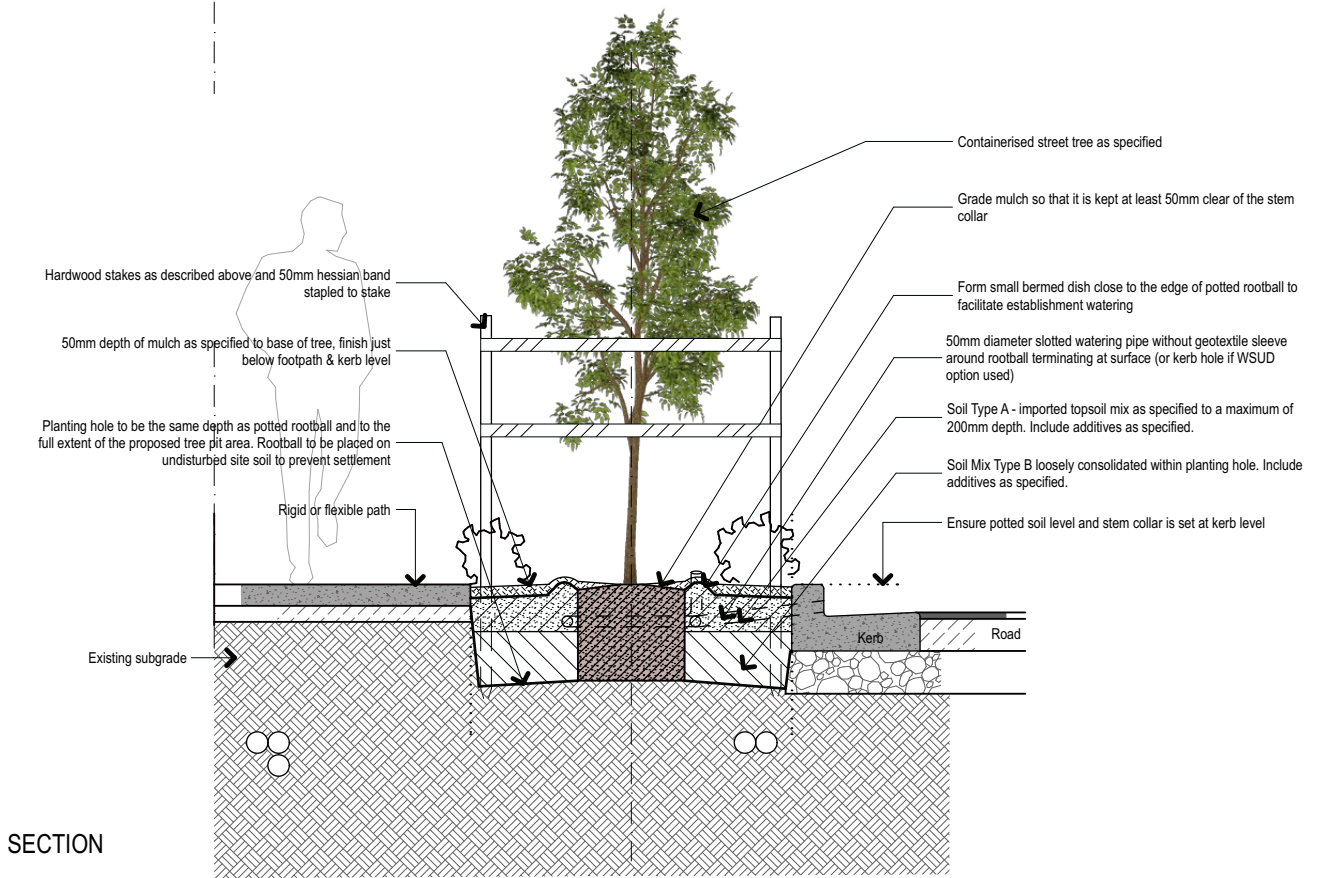 Hardwood stakes as described above and 50mm hessian band
stapled to stake
50mm depth of mulch as specified to base of tree, finish just
below footpath & kerb level
Planting hole to be the same depth as potted rootball and to the
full extent of the proposed tree pit area. Rootball to be placed on
undisturbed site soil to prevent settlement
Rigid or flexible path
Existing subgrade
Containerised street tree as specified
Grade mulch so that it is kept at least 50mm clear of the stem
collar
Form small bermed dish close to the edge of potted rootball to
facilitate establishment watering
50mm diameter slotted watering pipe without geotextile sleeve
around rootball terminating at surface (or kerb hole if WSUD
option used)
Soil Type A - imported topsoil mix as specified to a maximum of
200mm depth. Include additives as specified.
Soil Mix Type B loosely consolidated within planting hole. Include
additives as specified.
Ensure potted soil level and stem collar is set at kerb level
Kerb
Road
SECTION